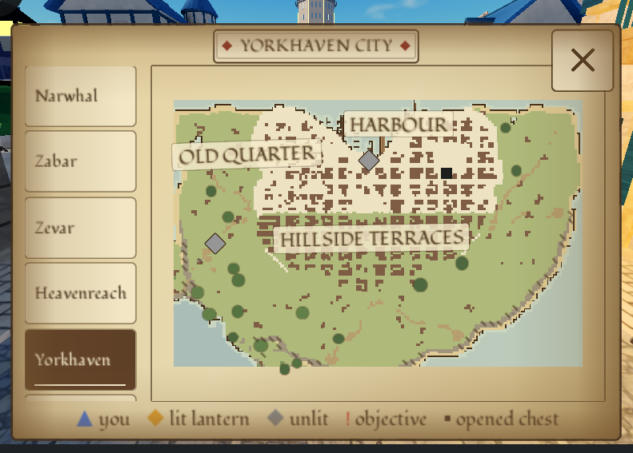 YORKHAVEN CITY
Narwhal
Zabar
Zevar
Heavenreach
Yorkhaven
HARBOUR
OLD QUARTER
HILLSIDE TERRACES
you
lit lantern
unlit
! objective
opened chest